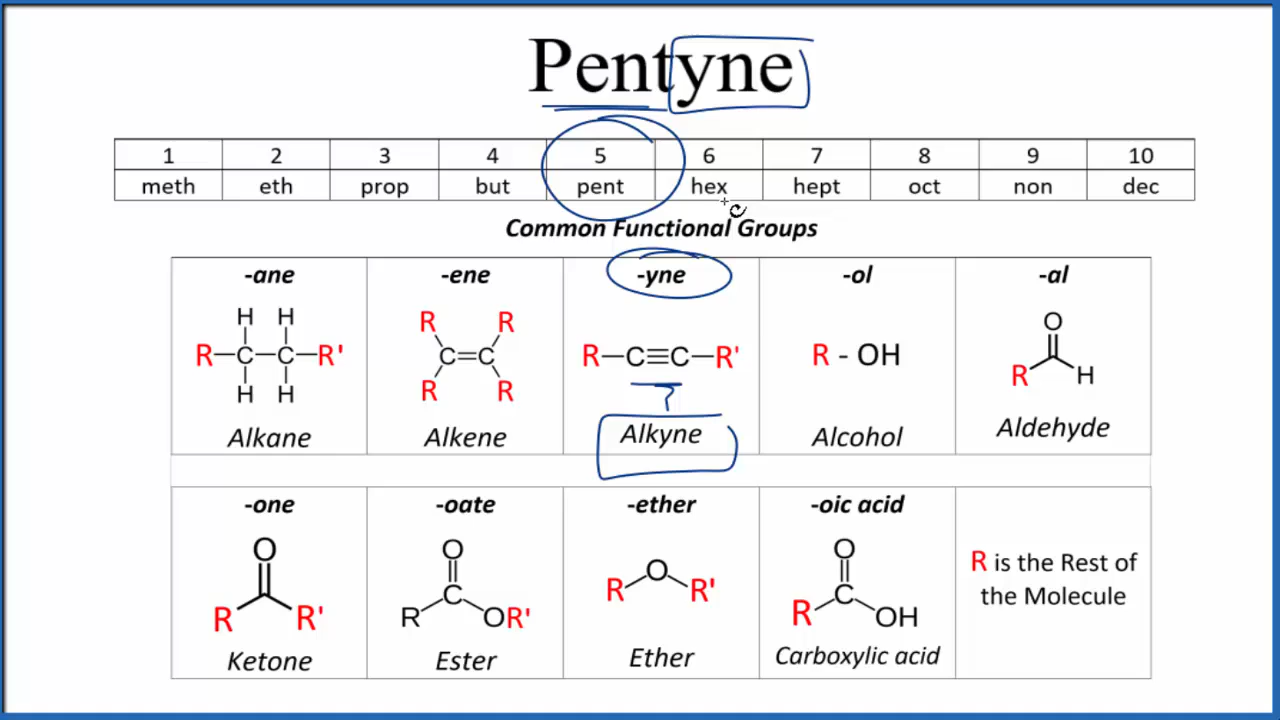 Pentyne
1 2 3 4 5 6 7 8 9 10
meth eth prop but pent hex hept oct non dec
Common Functional Groups
-ane -ene -yne -ol -al
H H R R O
R-C-C-R' C=C R-C≡C-R' R - OH R H
H H R R
Alkane Alkene Alkyne Alcohol Aldehyde
-one -oate -ether -oic acid
O O O O R is the Rest of
R R' C R R' C the Molecule
R OR' R OH
Ketone Ester Ether Carboxylic acid